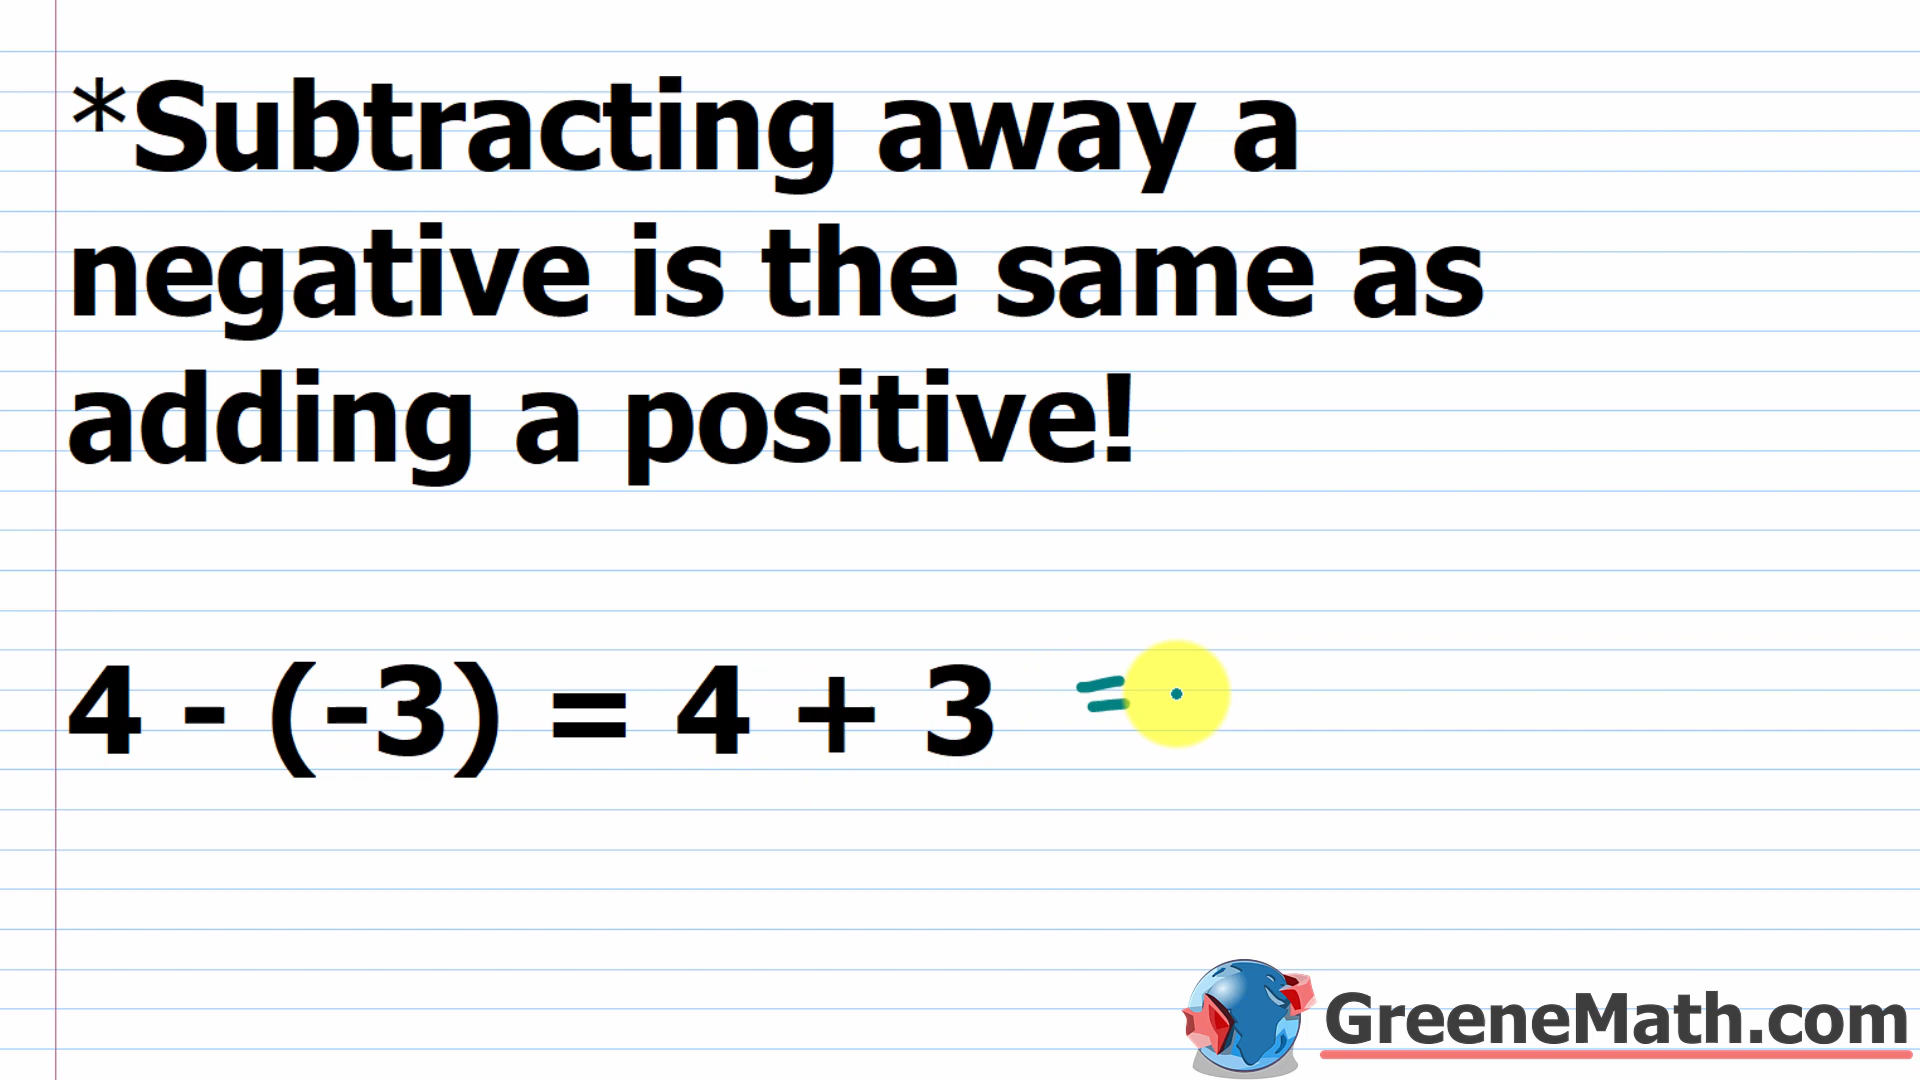 *Subtracting away a
negative is the same as
adding a positive!
4 - (-3) = 4 + 3 =
GreeneMath.com